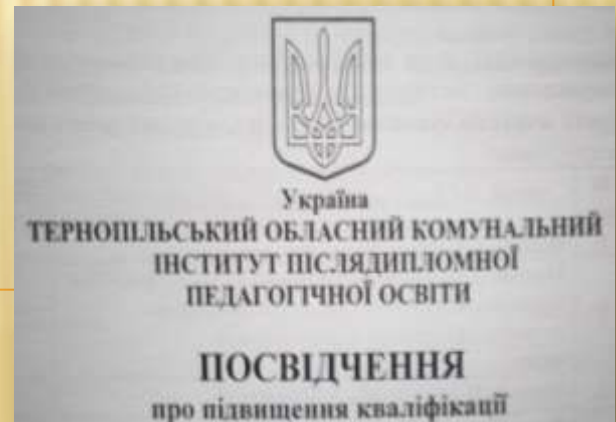 Україна
ТЕРНОПІЛЬСЬКИЙ ОБЛАСНИЙ КОМУНАЛЬНИЙ
ІНСТИТУТ ПІСЛЯДИПЛОМНОЇ
ПЕДАГОГІЧНОЇ ОСВІТИ
ПОСВІДЧЕННЯ
про підвищення кваліфікації